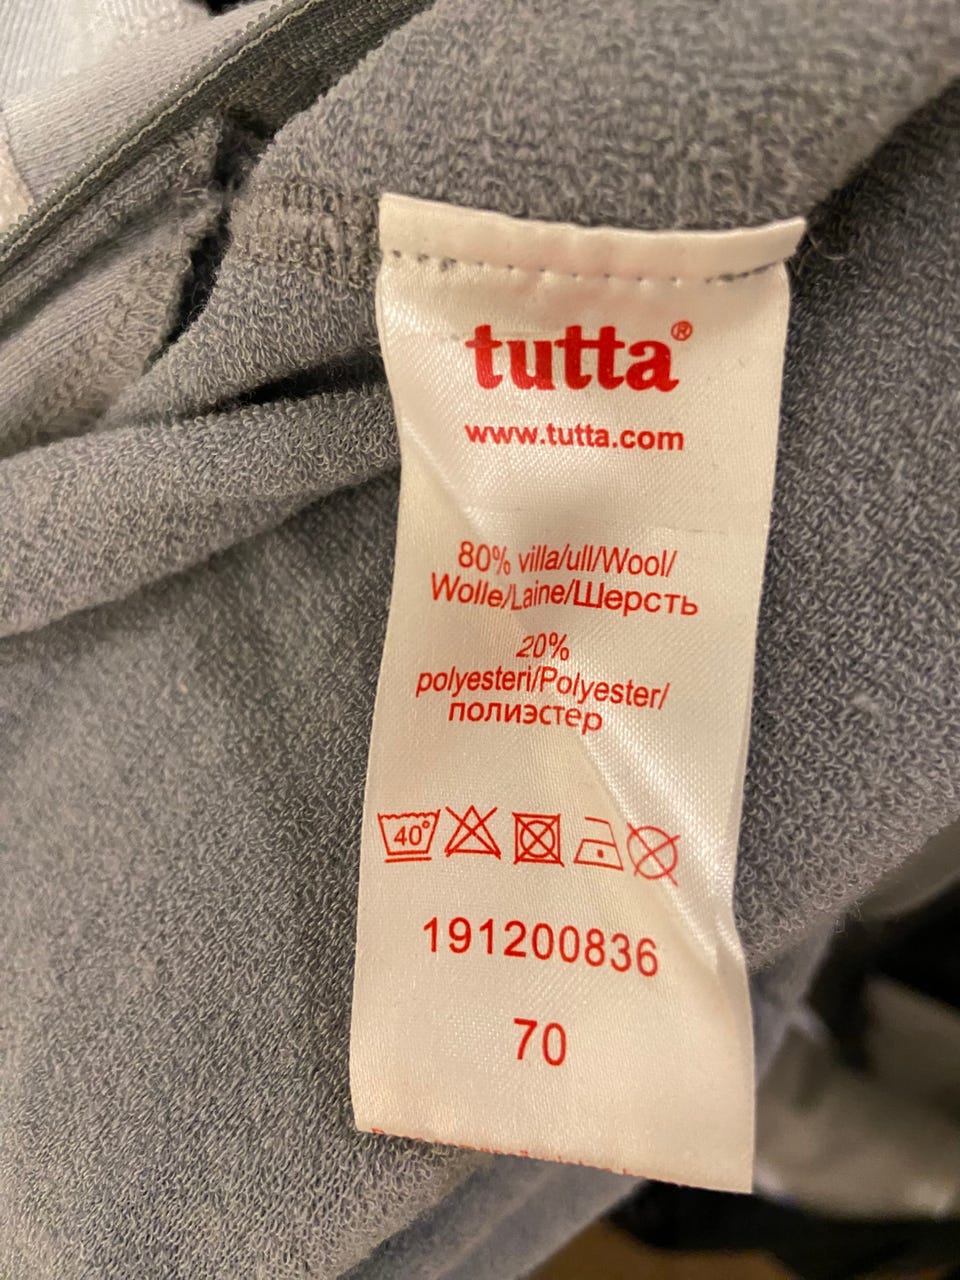 tutta®
www.tutta.com
80% villa/ull/Wool/
Wolle/Laine/Шерсть
20%
polyesteri/Polyester/
полиэстер
40°
191200836
70